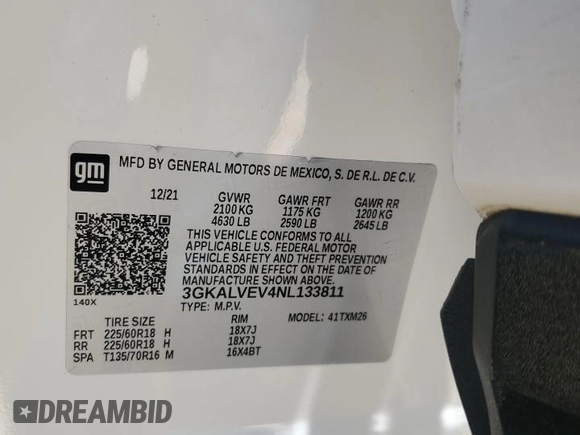 gm
MFD BY GENERAL MOTORS DE MEXICO, S. DE R.L. DE C.V.
12/21 GVWR GAWR FRT GAWR RR
2100 KG 1175 KG 1200 KG
4630 LB 2590 LB 2645 LB
THIS VEHICLE CONFORMS TO ALL
APPLICABLE U.S. FEDERAL MOTOR
VEHICLE SAFETY AND THEFT PREVENTION
STANDARDS IN EFFECT ON THE DATE OF
MANUFACTURE SHOWN ABOVE.
3GKALVEV4NL133811
140X TYPE: M.P.V. MODEL: 41TXM26
TIRE SIZE RIM
FRT 225/60R18 H 18X7J
RR 225/60R18 H 18X7J
SPA T135/70R16 M 16X4BT
DREAMBID